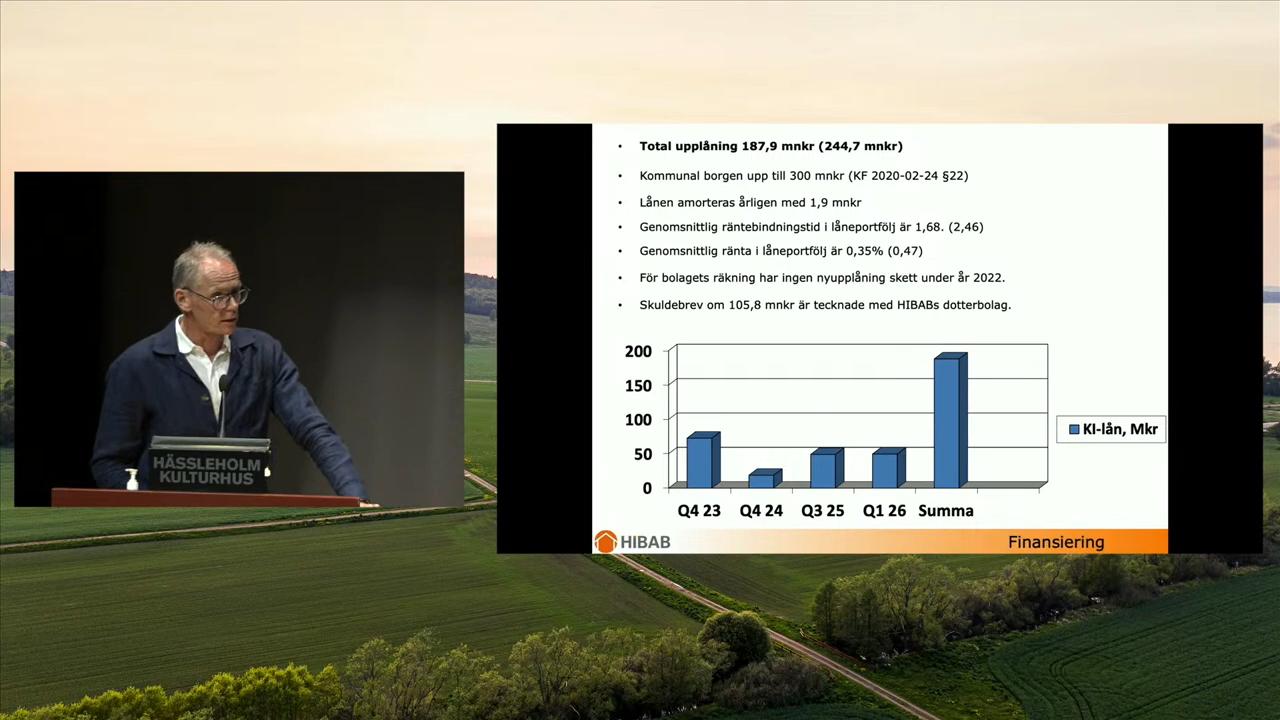 HÄSSLEHOLM
KULTURHUS
• Total upplåning 187,9 mnkr (244,7 mnkr)
• Kommunal borgen upp till 300 mnkr (KF 2020-02-24 §22)
• Lånen amorteras årligen med 1,9 mnkr
• Genomsnittlig räntebindningstid i låneportfölj är 1,68. (2,46)
• Genomsnittlig ränta i låneportfölj är 0,35% (0,47)
• För bolagets räkning har ingen nyupplåning skett under år 2022.
• Skuldebrev om 105,8 mnkr är tecknade med HIBABs dotterbolag.
200
150
100
50
0
Q4 23 Q4 24 Q3 25 Q1 26 Summa
KI-lån, Mkr
HIBAB
Finansiering